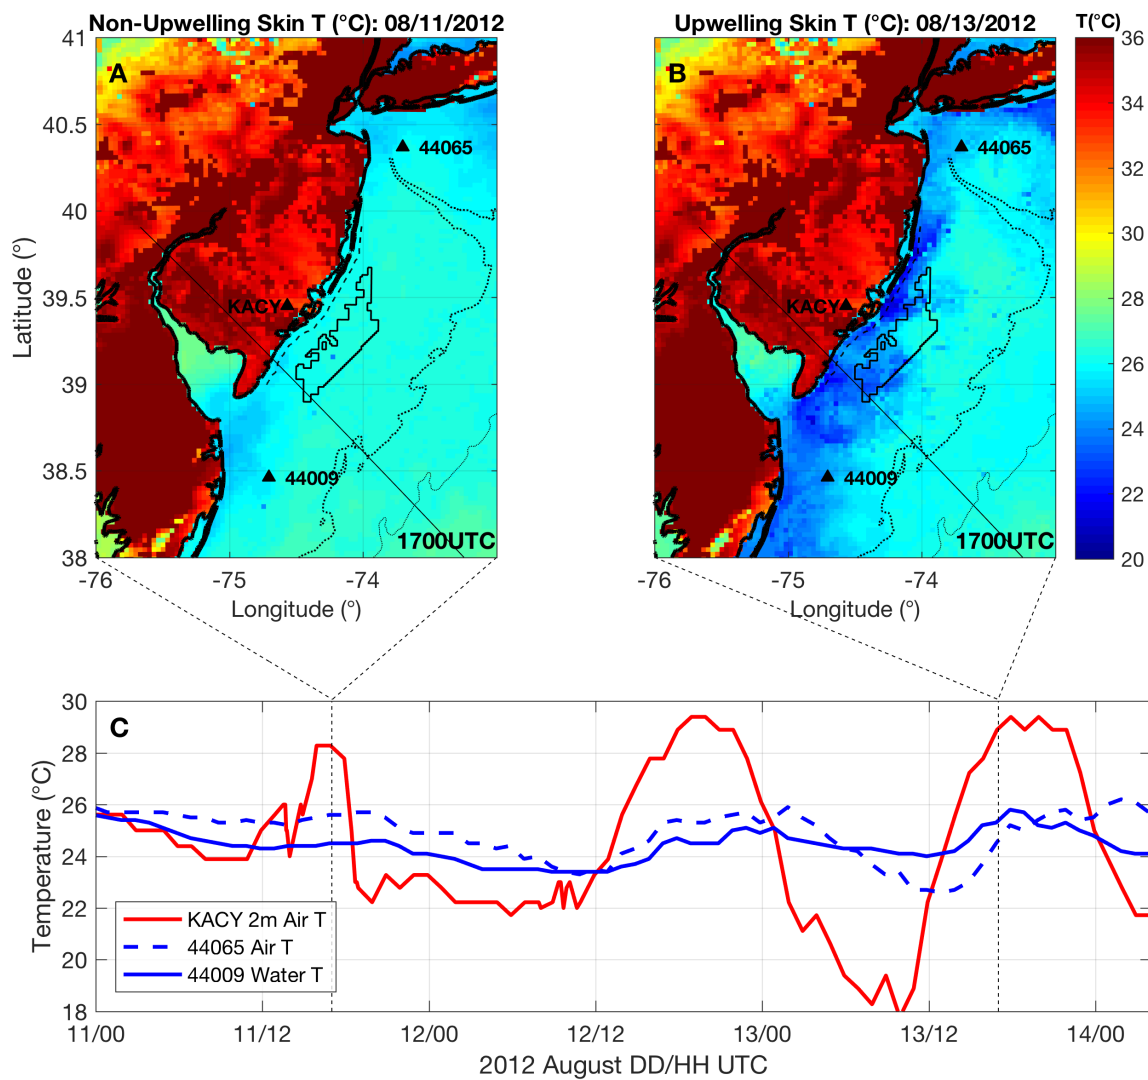 Non-Upwelling Skin T (°C): 08/11/2012
Upwelling Skin T (°C): 08/13/2012
T(°C)
A
B
41
40.5
40
39.5
39
38.5
38
Latitude (°)
44065
KACY
44009
1700UTC
-76
-75
-74
Longitude (°)
44065
KACY
44009
1700UTC
-76
-75
-74
Longitude (°)
36
34
32
30
28
26
24
22
20
C
30
28
26
24
22
20
18
Temperature (°C)
KACY 2m Air T
44065 Air T
44009 Water T
11/00
11/12
12/00
12/12
13/00
13/12
14/00
2012 August DD/HH UTC